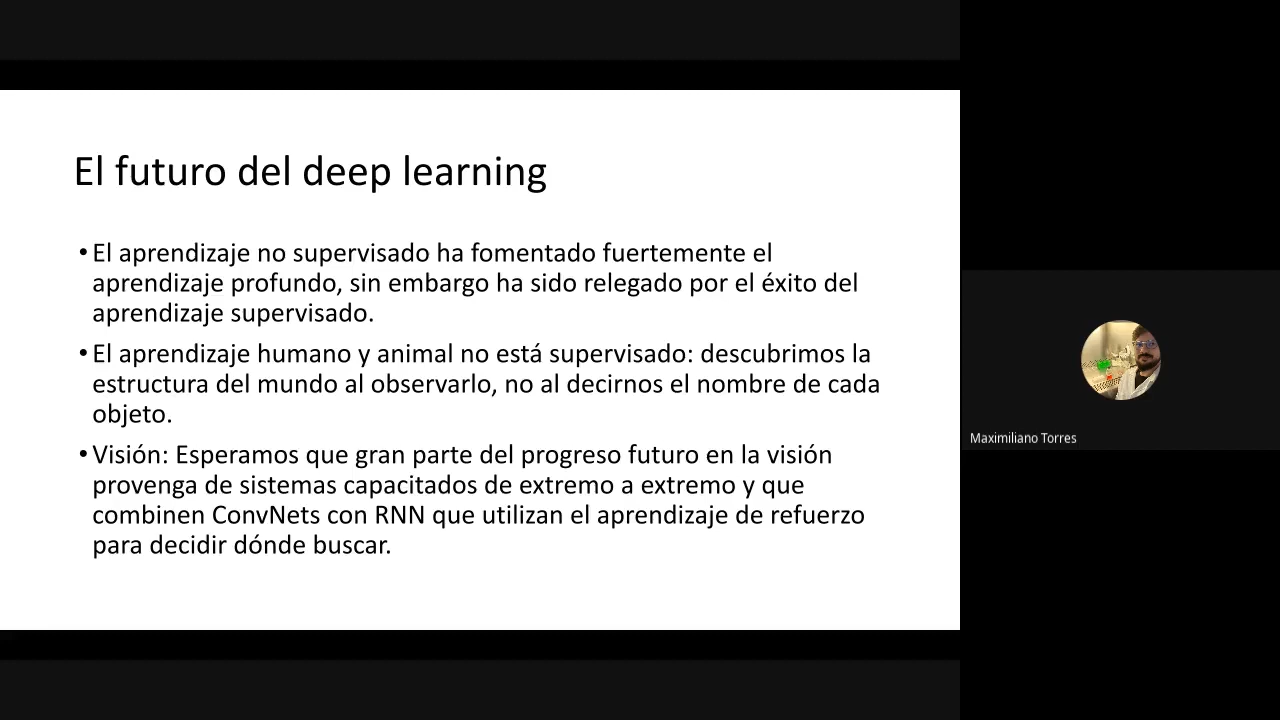 El futuro del deep learning
•El aprendizaje no supervisado ha fomentado fuertemente el
aprendizaje profundo, sin embargo ha sido relegado por el éxito del
aprendizaje supervisado.
•El aprendizaje humano y animal no está supervisado: descubrimos la
estructura del mundo al observarlo, no al decirnos el nombre de cada
objeto.
•Visión: Esperamos que gran parte del progreso futuro en la visión
provenga de sistemas capacitados de extremo a extremo y que
combinen ConvNets con RNN que utilizan el aprendizaje de refuerzo
para decidir dónde buscar.
Maximiliano Torres